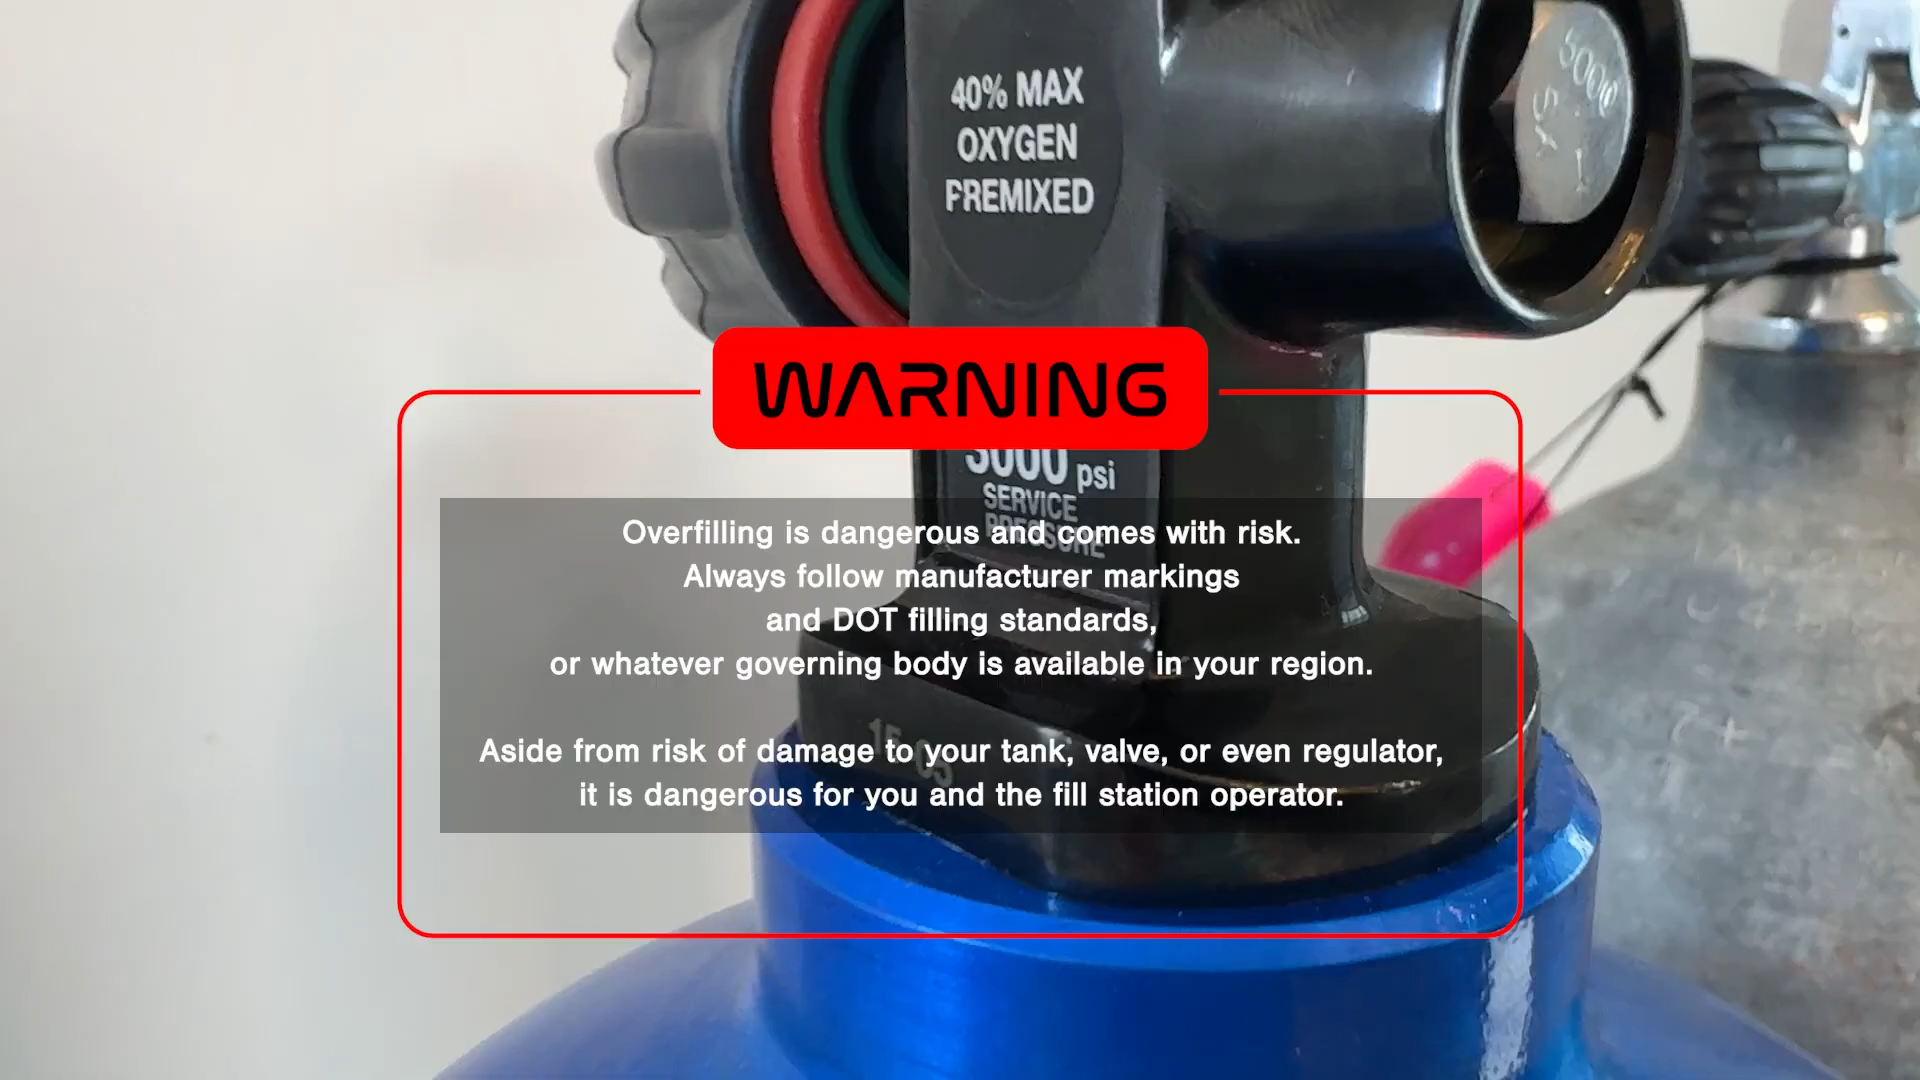 40% MAX
OXYGEN
PREMIXED
WARNING
3000 psi
SERVICE
PRESSURE
Overfilling is dangerous and comes with risk.
Always follow manufacturer markings
and DOT filling standards,
or whatever governing body is available in your region.
Aside from risk of damage to your tank, valve, or even regulator,
it is dangerous for you and the fill station operator.